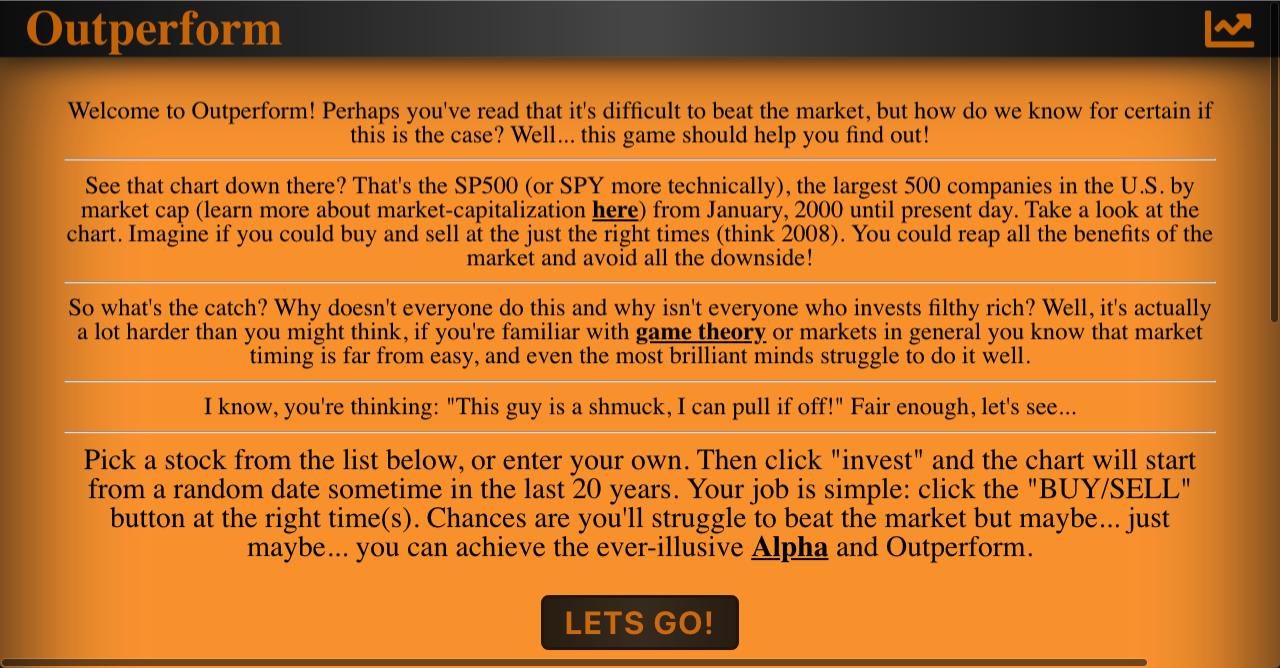 Outperform
Welcome to Outperform! Perhaps you've read that it's difficult to beat the market, but how do we know for certain if
this is the case? Well... this game should help you find out!
See that chart down there? That's the SP500 (or SPY more technically), the largest 500 companies in the U.S. by
market cap (learn more about market-capitalization here) from January, 2000 until present day. Take a look at the
chart. Imagine if you could buy and sell at the just the right times (think 2008). You could reap all the benefits of the
market and avoid all the downside!
So what's the catch? Why doesn't everyone do this and why isn't everyone who invests filthy rich? Well, it's actually
a lot harder than you might think, if you're familiar with game theory or markets in general you know that market
timing is far from easy, and even the most brilliant minds struggle to do it well.
I know, you're thinking: "This guy is a shmuck, I can pull if off!" Fair enough, let's see...
Pick a stock from the list below, or enter your own. Then click "invest" and the chart will start
from a random date sometime in the last 20 years. Your job is simple: click the "BUY/SELL"
button at the right time(s). Chances are you'll struggle to beat the market but maybe... just
maybe... you can achieve the ever-illusive Alpha and Outperform.
LETS GO!